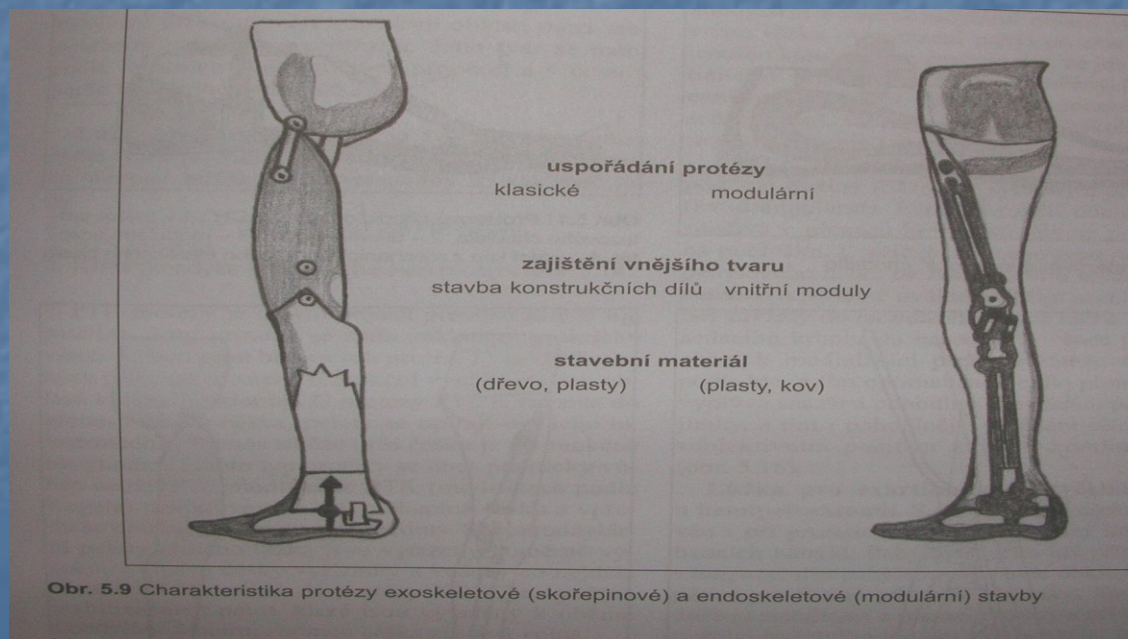 uspořádání protézy
klasické modulární
zajištění vnějšího tvaru
stavba konstrukčních dílů vnitřní moduly
stavební materiál
(dřevo, plasty) (plasty, kov)
Obr. 5.9 Charakteristika protézy exoskeletové (skořepinové) a endoskeletové (modulární) stavby